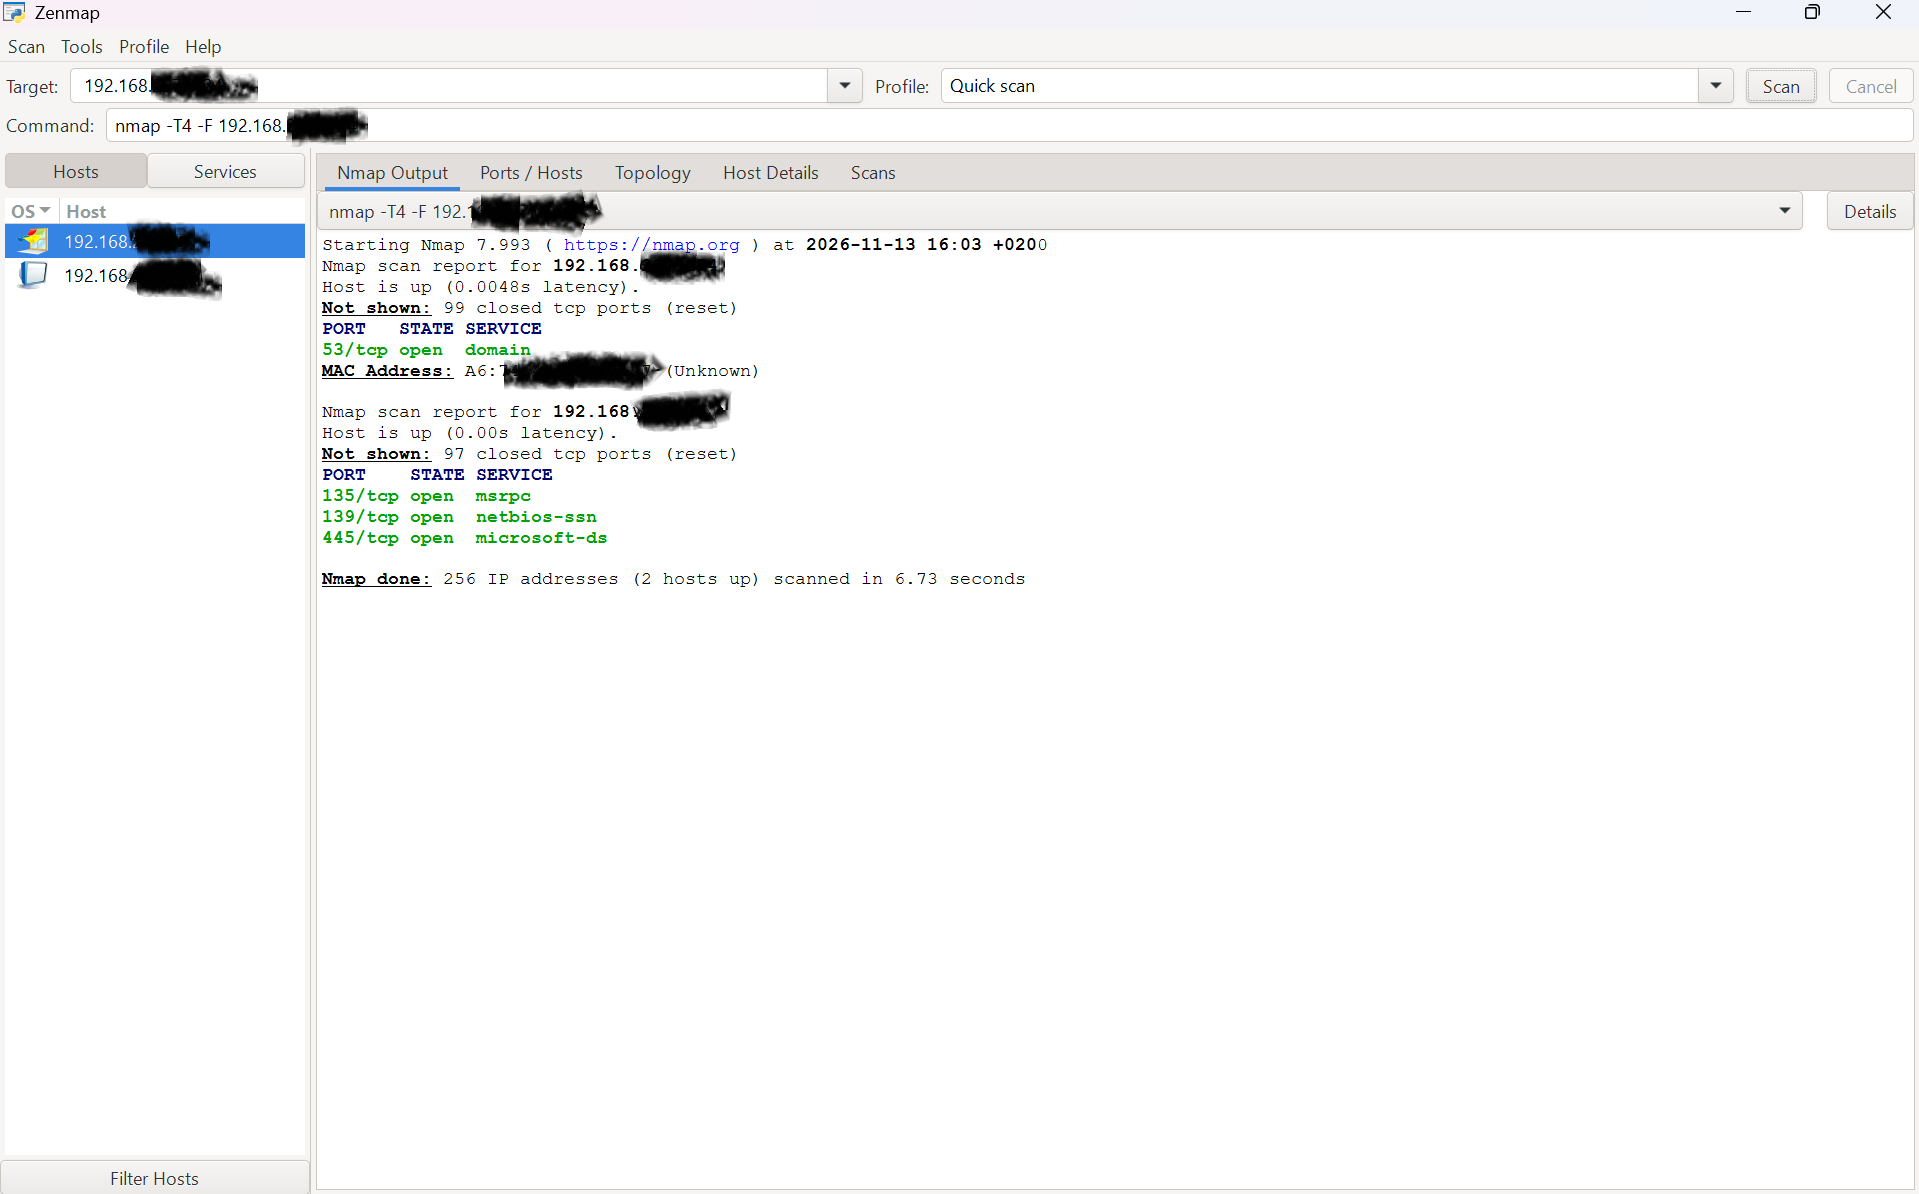 Zenmap
Scan Tools Profile Help
Target: 192.168. Profile: Quick scan Scan Cancel
Command: nmap -T4 -F 192.168.
Hosts Services
Nmap Output Ports / Hosts Topology Host Details Scans
OS Host
nmap -T4 -F 192. Details
192.168.
192.168
Starting Nmap 7.993 ( https://nmap.org ) at 2026-11-13 16:03 +0200
Nmap scan report for 192.168.
Host is up (0.0048s latency).
Not shown: 99 closed tcp ports (reset)
PORT STATE SERVICE
53/tcp open domain
MAC Address: A6: (Unknown)
Nmap scan report for 192.168
Host is up (0.00s latency).
Not shown: 97 closed tcp ports (reset)
PORT STATE SERVICE
135/tcp open msrpc
139/tcp open netbios-ssn
445/tcp open microsoft-ds
Nmap done: 256 IP addresses (2 hosts up) scanned in 6.73 seconds
Filter Hosts